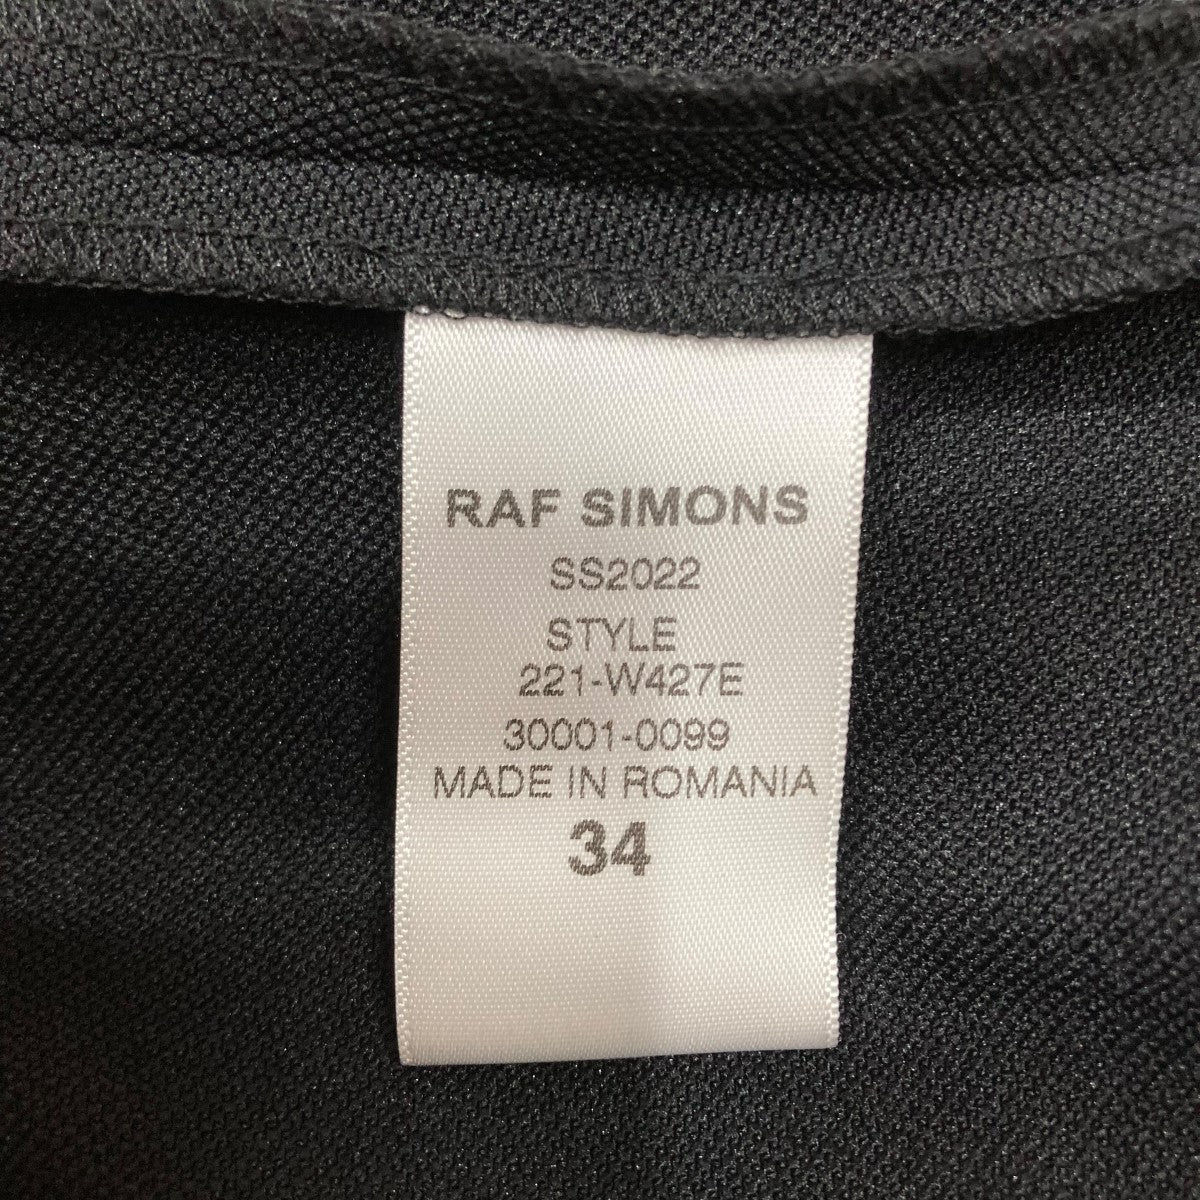 RAF SIMONS
SS2022
STYLE
221-W427E
30001-0099
MADE IN ROMANIA
34